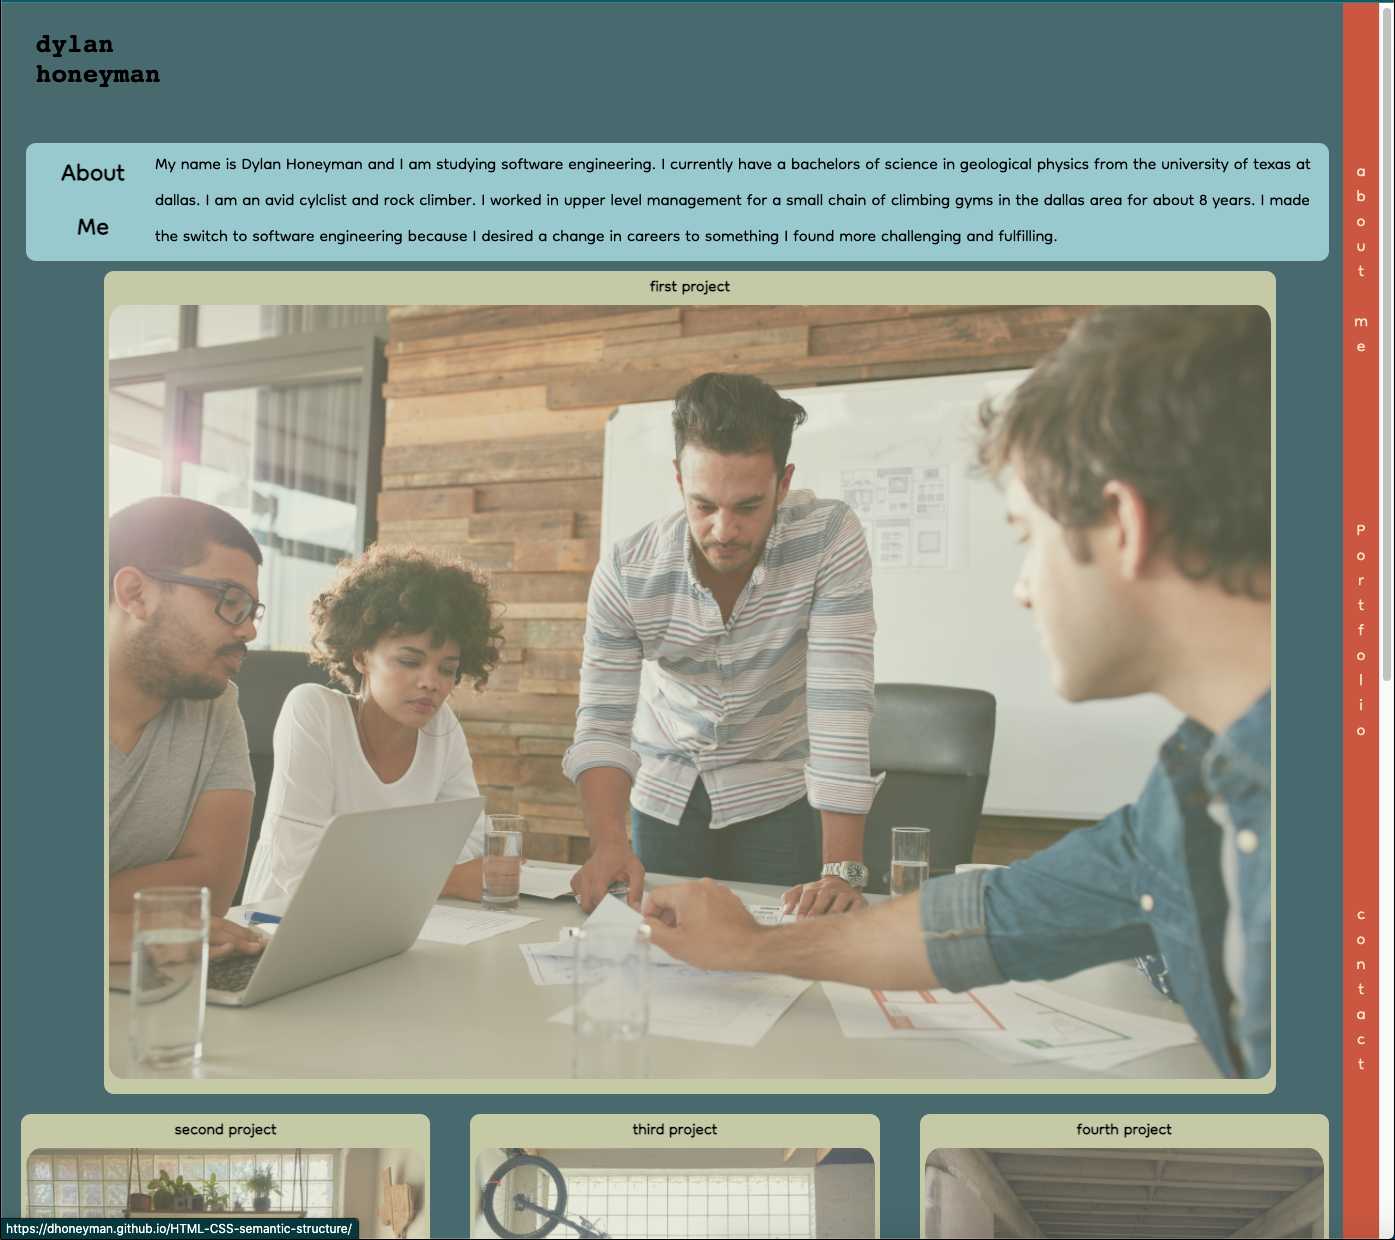 dylan
honeyman
About
Me
My name is Dylan Honeyman and I am studying software engineering. I currently have a bachelors of science in geological physics from the university of texas at
dallas. I am an avid cylclist and rock climber. I worked in upper level management for a small chain of climbing gyms in the dallas area for about 8 years. I made
the switch to software engineering because I desired a change in careers to something I found more challenging and fulfilling.
about me
Portfolio
contact
first project
second project
third project
fourth project
https://dhoneyman.github.io/HTML-CSS-semantic-structure/